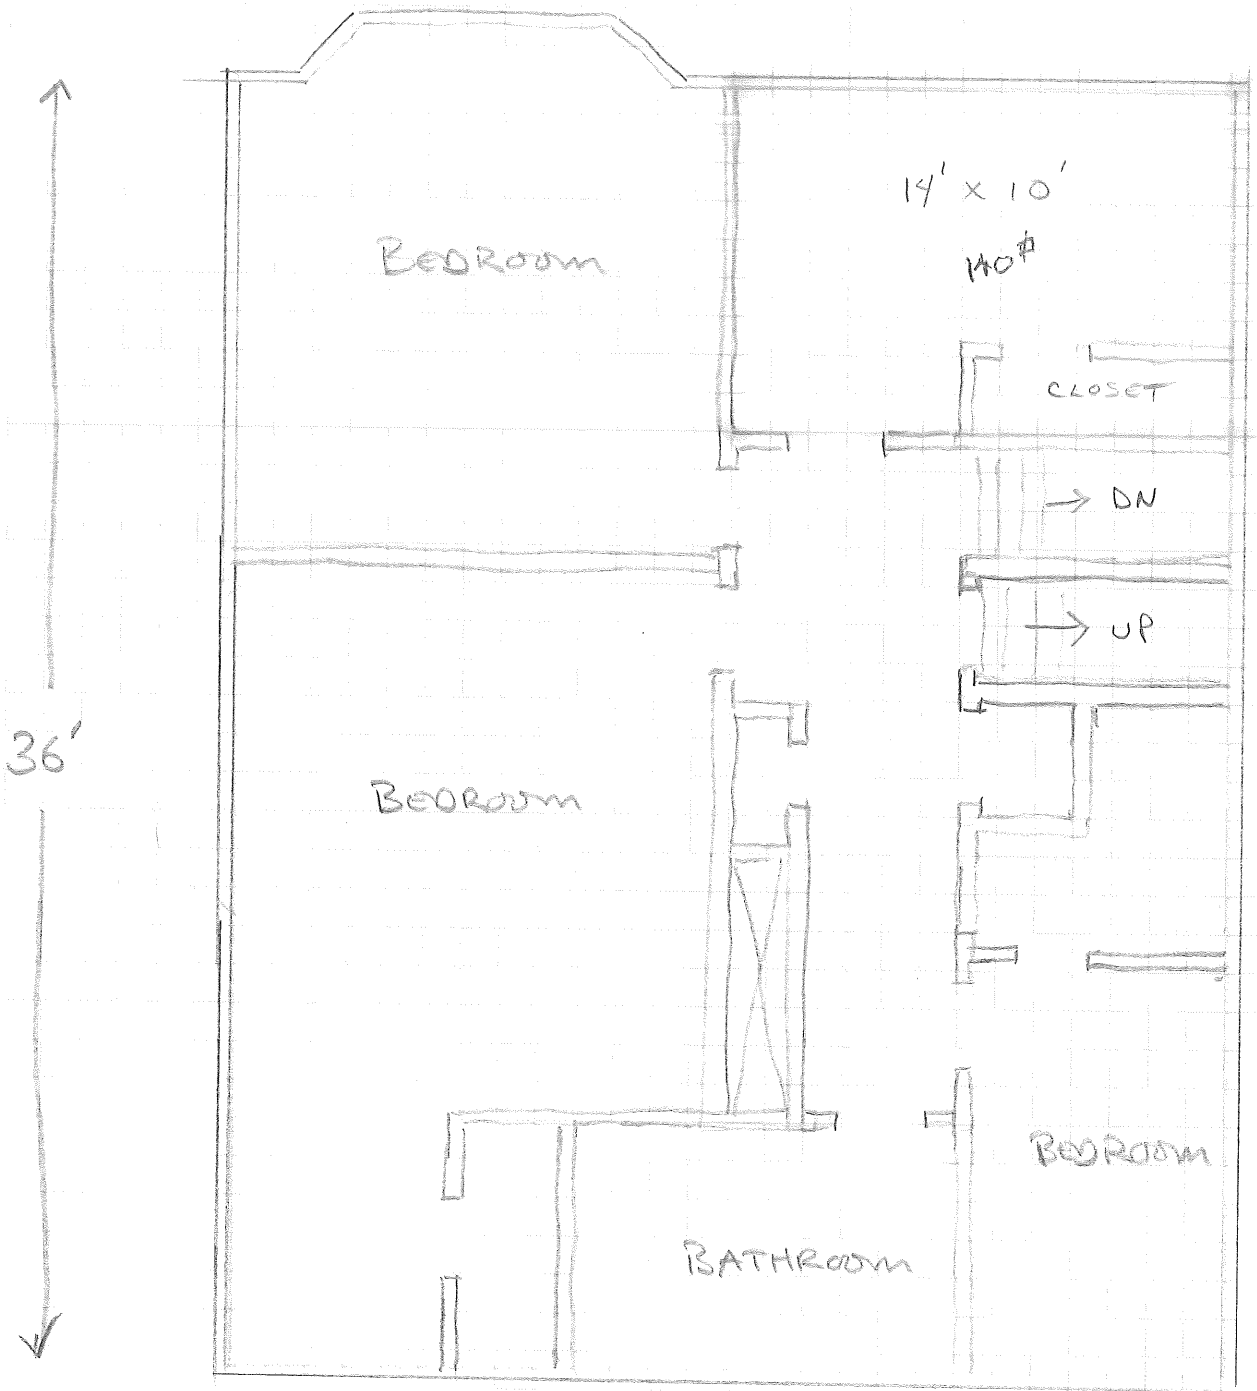 14' x 10'
BEDROOM
140#
CLOSET
→ DN
→ UP
36'
BEDROOM
BEDROOM
BATHROOM